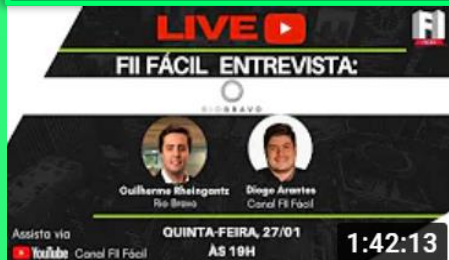 LIVE
FII FÁCIL ENTREVISTA:
RIO BRAVO
Guilherme Rheingantz
Rio Bravo
Diogo Arantes
Canal FII Fácil
Assista via
YouTube Canal FII Fácil
QUINTA-FEIRA, 27/01
ÀS 19H
1:42:13